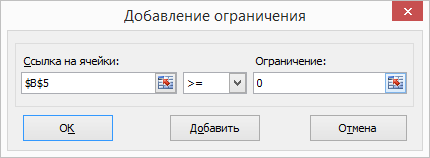 Добавление ограничения
Ссылка на ячейки: Ограничение:
$B$5 >= 0
ОК Добавить Отмена